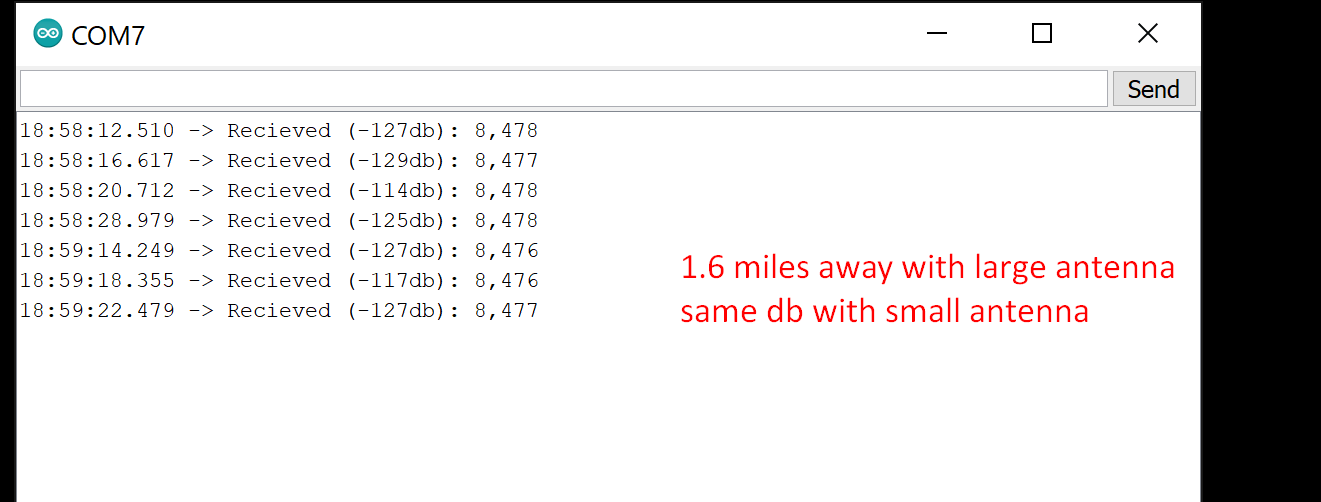 COM7
Send
18:58:12.510 -> Recieved (-127db): 8,478
18:58:16.617 -> Recieved (-129db): 8,477
18:58:20.712 -> Recieved (-114db): 8,478
18:58:28.979 -> Recieved (-125db): 8,478
18:59:14.249 -> Recieved (-127db): 8,476
18:59:18.355 -> Recieved (-117db): 8,476
18:59:22.479 -> Recieved (-127db): 8,477
1.6 miles away with large antenna
same db with small antenna